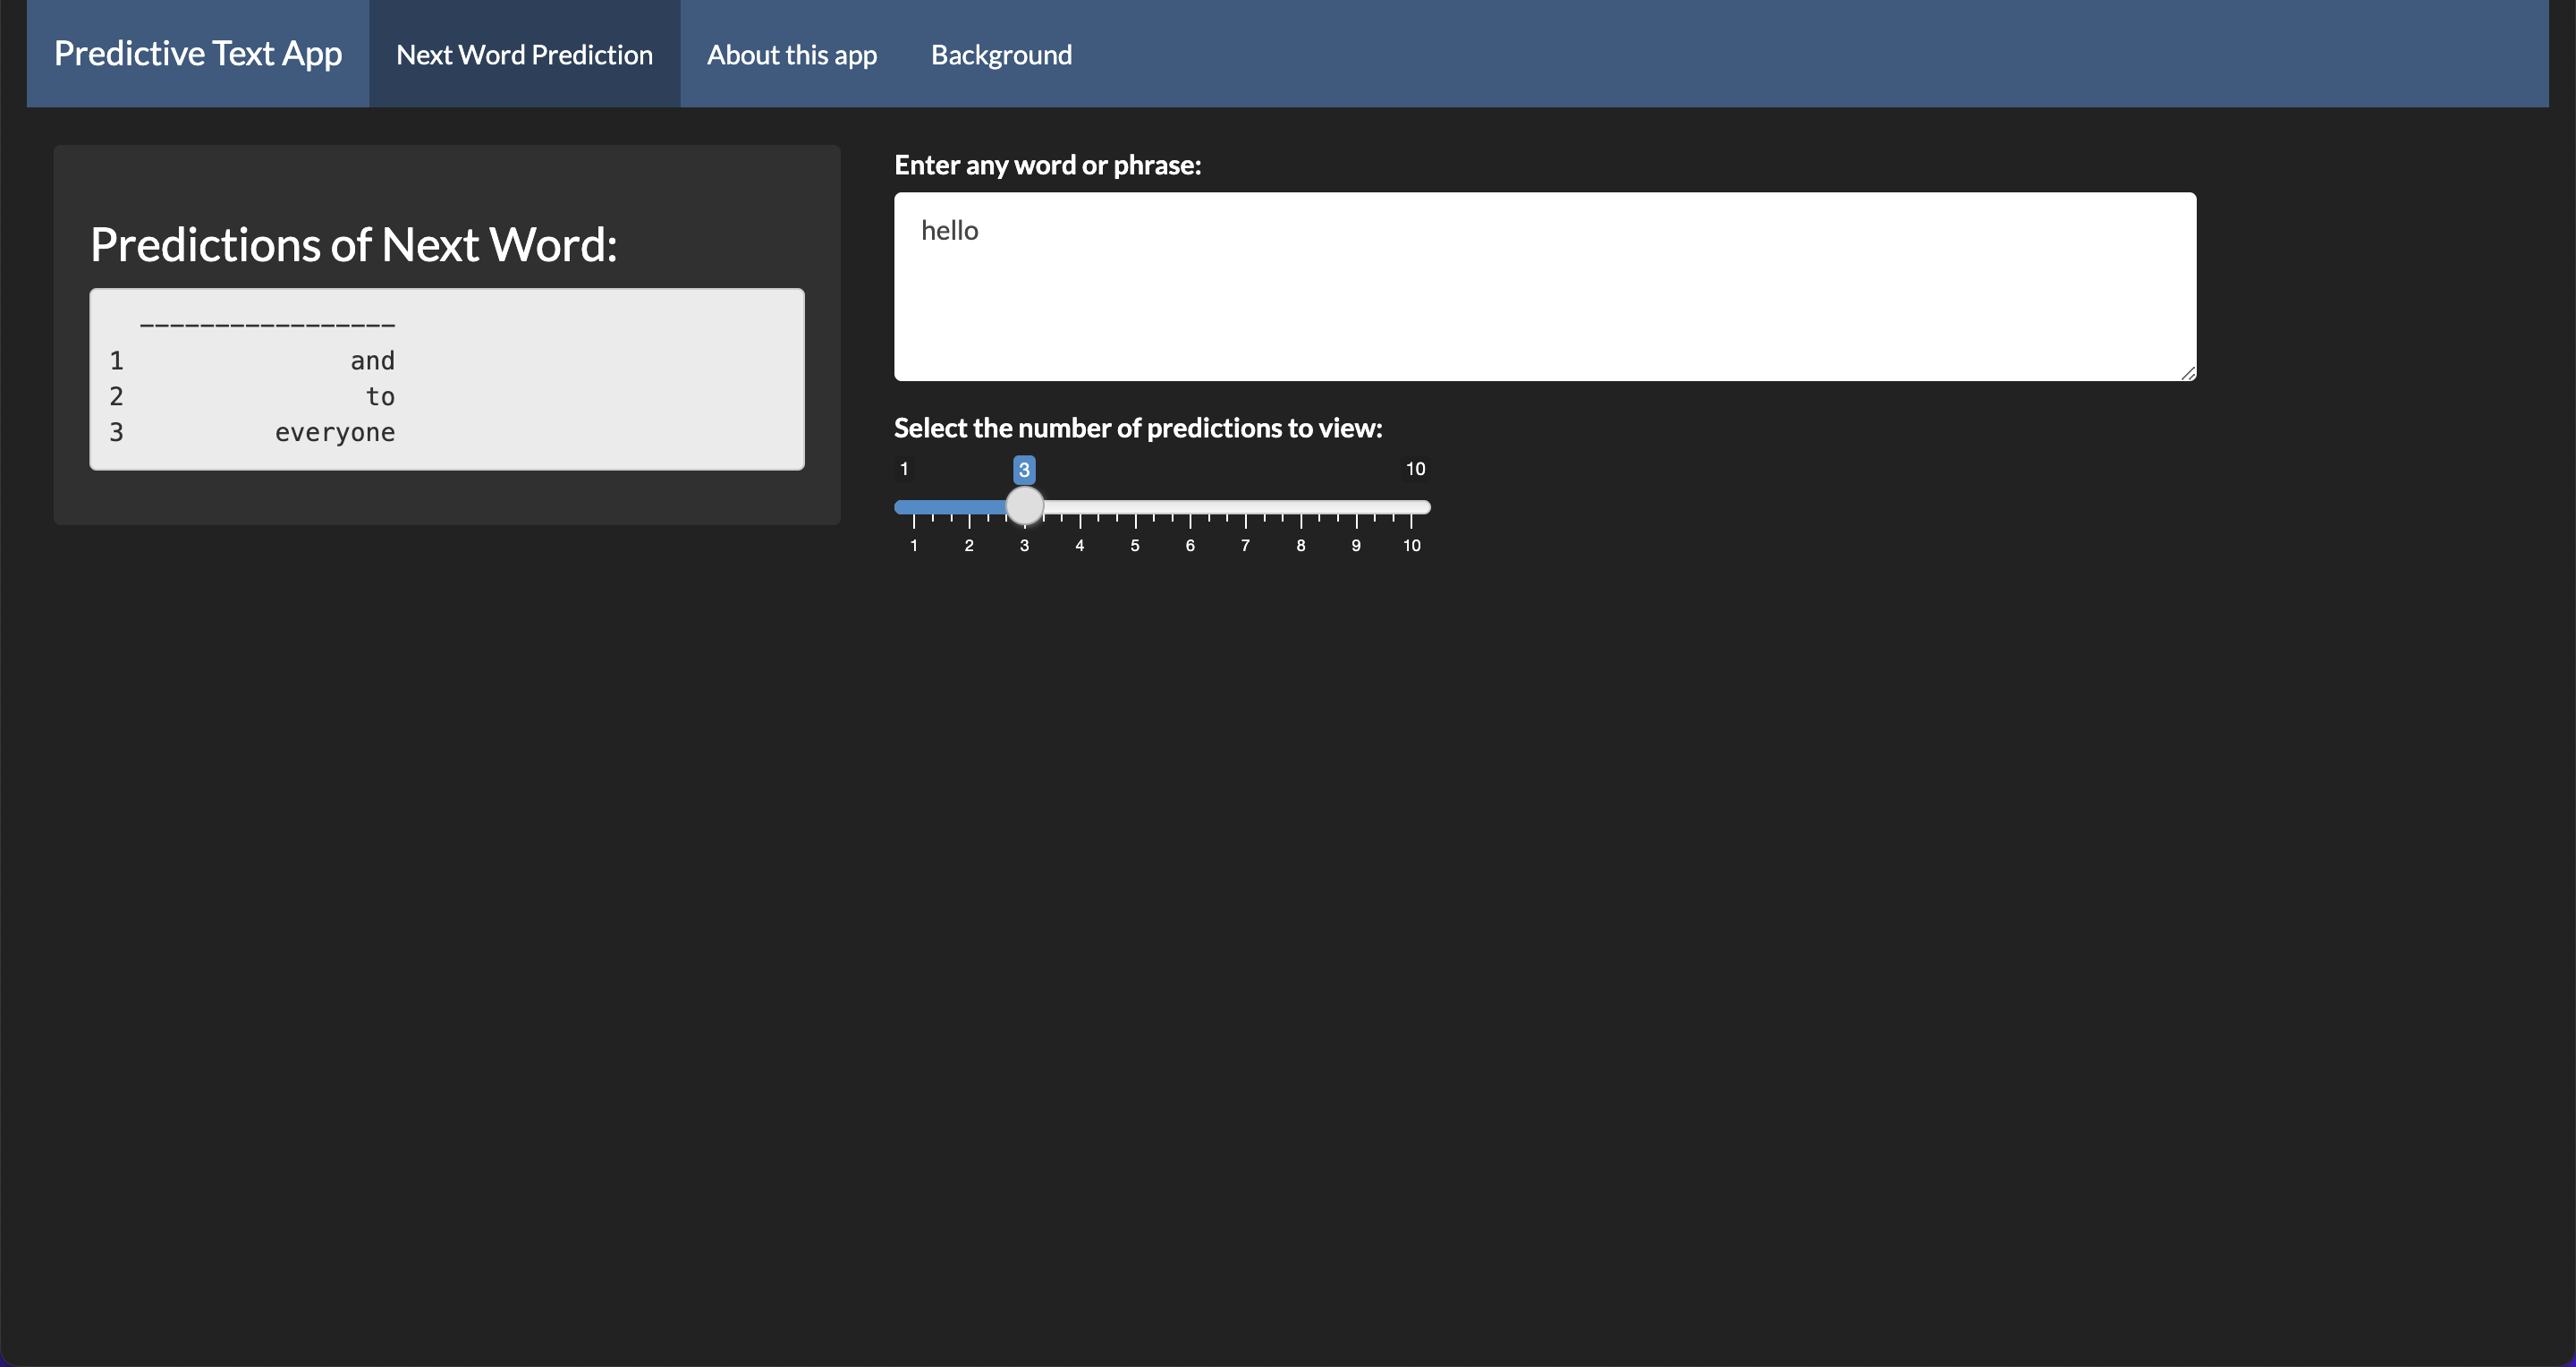 Predictive Text App Next Word Prediction About this app Background
Predictions of Next Word:
-----------------
1 and
2 to
3 everyone
Enter any word or phrase:
hello
Select the number of predictions to view:
1 3 10
1 2 3 4 5 6 7 8 9 10